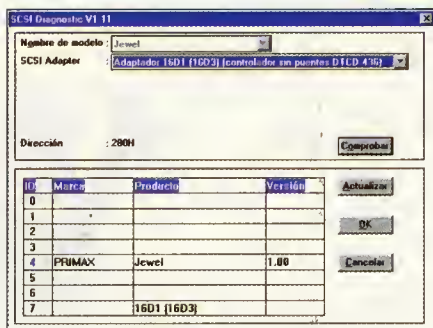 SCSI Diagnostic V1.11
Nombre de modelo : Jewel
SCSI Adapter : Adaptador 16D1 (16D3) (controlador sin puentes DTCD 436)
Dirección : 280H
Comprobar
ID Marca Producto Versión
0
1
2
3
4 PRIMAX Jewel 1.00
5
6
7 16D1 (16D3)
Actualizar
OK
Cancelar